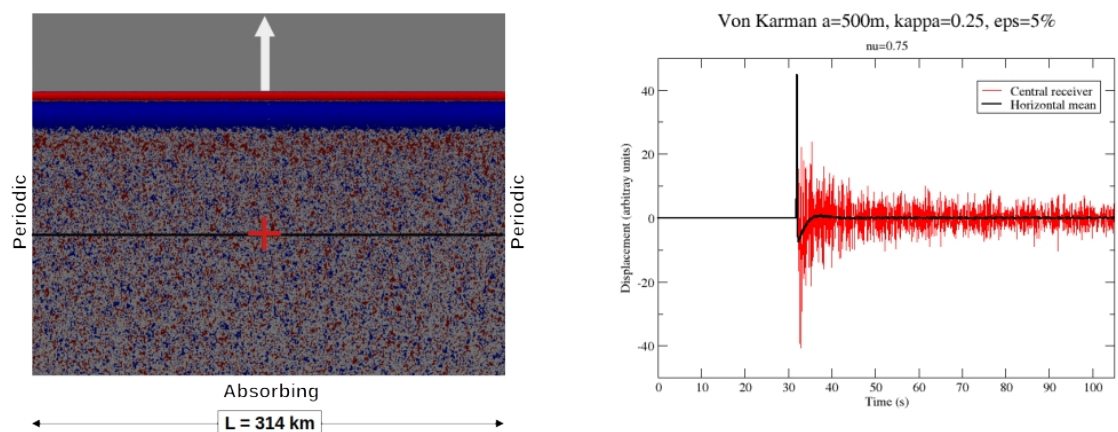 Periodic
Periodic
Absorbing
L = 314 km
Von Karman a=500m, kappa=0.25, eps=5%
nu=0.75
Central receiver
Horizontal mean
Displacement (arbitray units)
40
20
0
-20
-40
0 10 20 30 40 50 60 70 80 90 100
Time (s)